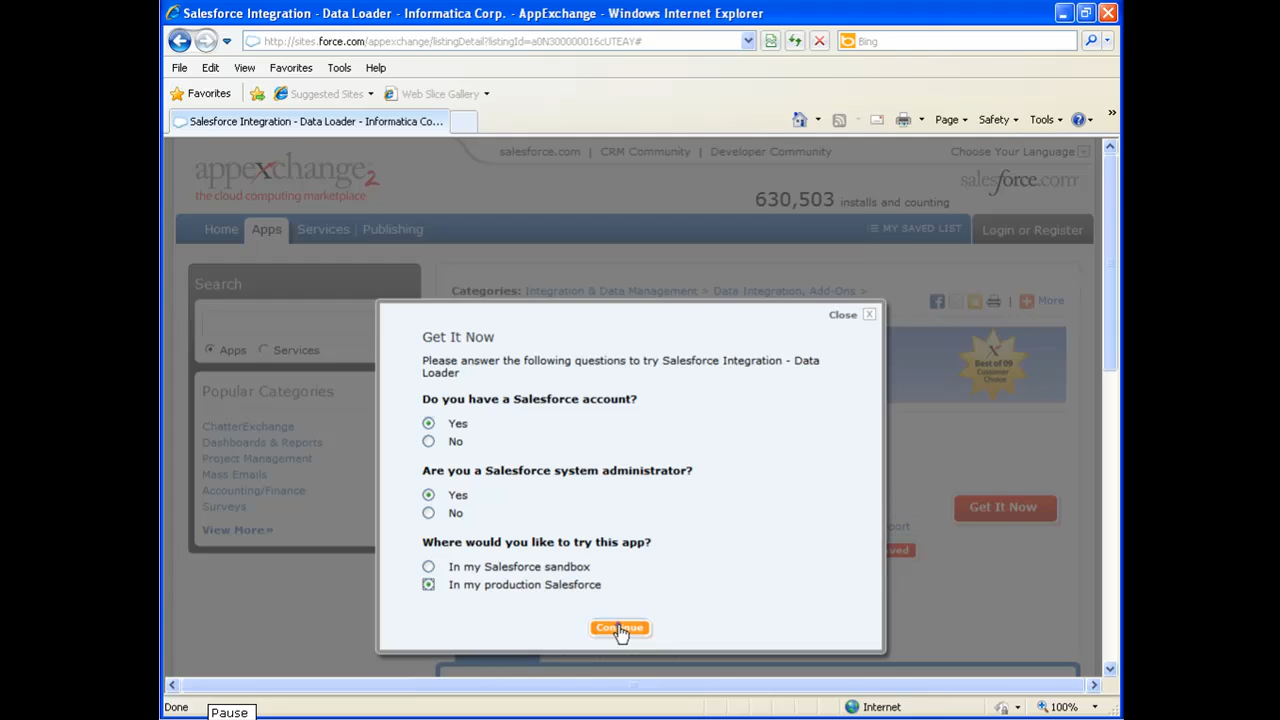 Salesforce Integration - Data Loader - Informatica Corp. - AppExchange - Windows Internet Explorer
http://sites.force.com/appexchange/listingDetail?listingId=a0N300000016cUTEAY#
Bing
File Edit View Favorites Tools Help
Favorites Suggested Sites Web Slice Gallery
Salesforce Integration - Data Loader - Informatica Co...
Page Safety Tools
appexchange 2
the cloud computing marketplace
salesforce.com | CRM Community | Developer Community
Choose Your Language
salesforce.com
630,503 installs and counting
Home Apps Services Publishing
MY SAVED LIST
Login or Register
Search
Apps Services
Popular Categories
ChatterExchange
Dashboards & Reports
Project Management
Mass Emails
Accounting/Finance
Surveys
View More »
Categories: Integration & Data Management > Data Integration, Add-Ons >
More
X
Best of 09
Customer
Choice
Get It Now
port
ved
Close X
Get It Now
Please answer the following questions to try Salesforce Integration - Data
Loader
Do you have a Salesforce account?
Yes
No
Are you a Salesforce system administrator?
Yes
No
Where would you like to try this app?
In my Salesforce sandbox
In my production Salesforce
Continue
Done
Internet
100%
Pause